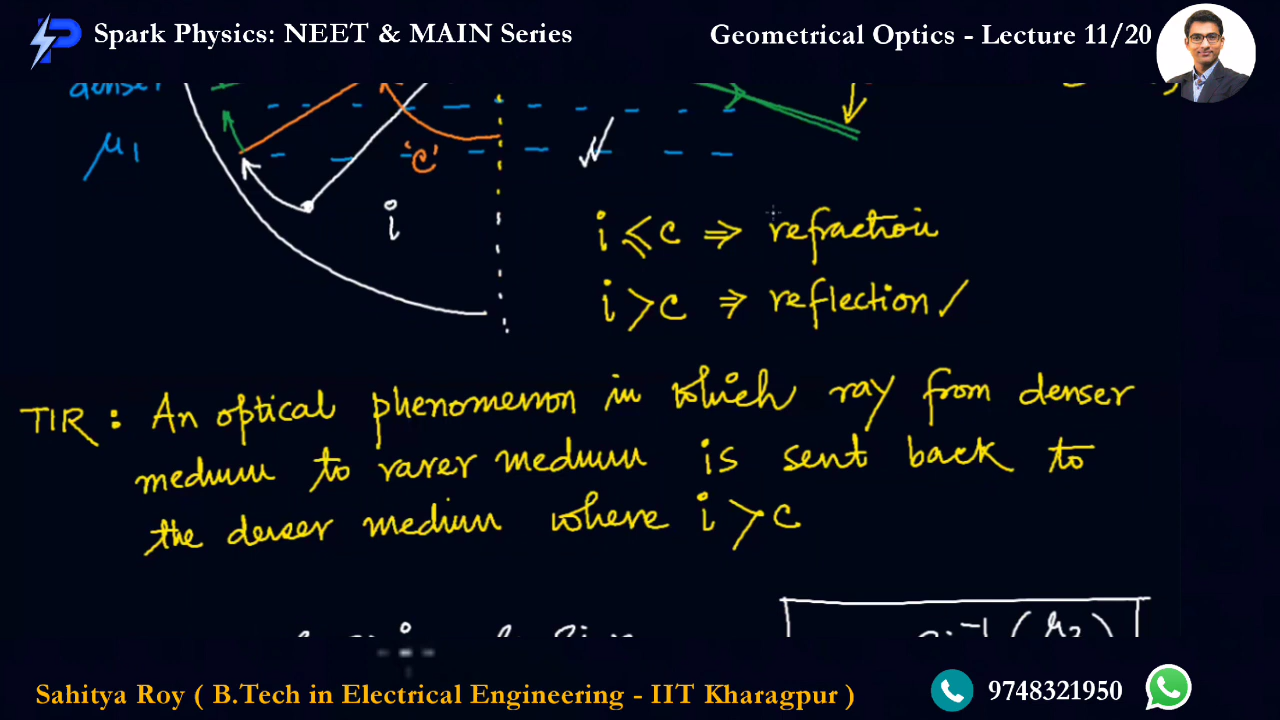 Spark Physics: NEET & MAIN Series
Geometrical Optics - Lecture 11/20
denser
μ1
'c'
i
i ≤ c ⇒ refraction
i > c ⇒ reflection ✓
TIR : An optical phenomenon in which ray from denser
medium to rarer medium is sent back to
the denser medium where i > c
Sahitya Roy ( B.Tech in Electrical Engineering - IIT Kharagpur )
9748321950